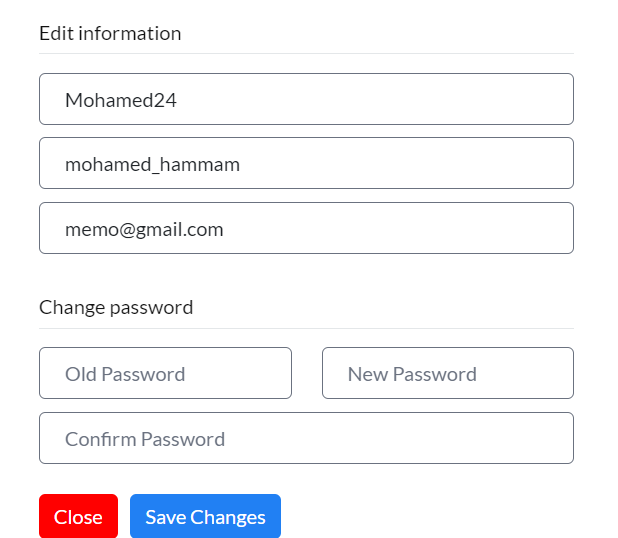 Edit information
Mohamed24
mohamed_hammam
memo@gmail.com
Change password
Old Password New Password
Confirm Password
Close Save Changes